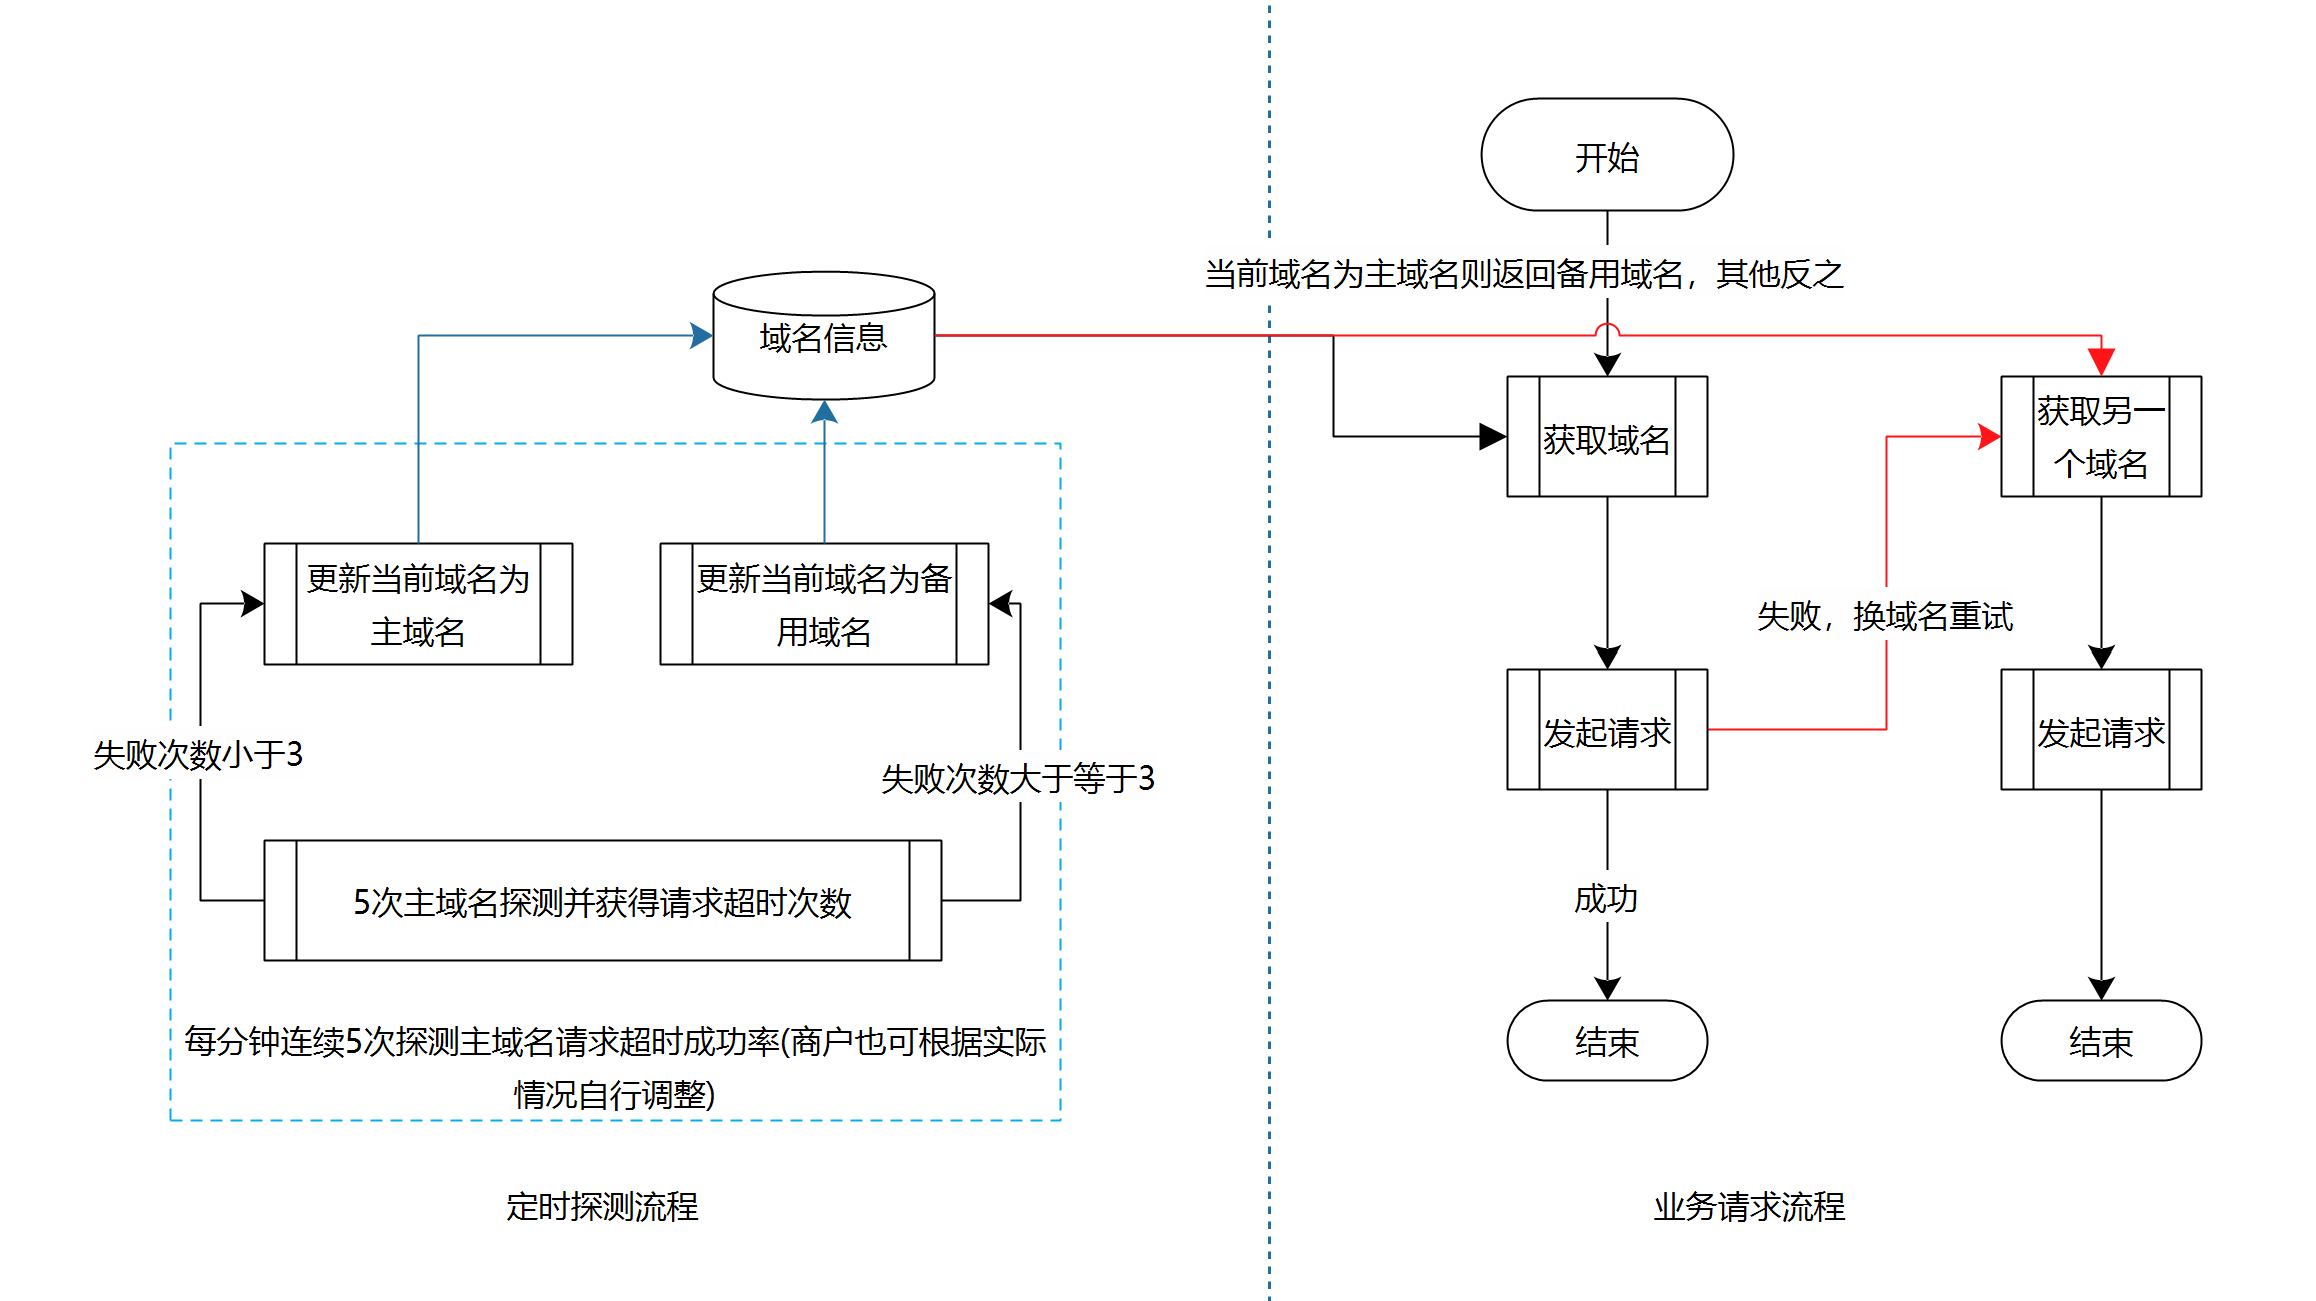 开始
当前域名为主域名则返回备用域名，其他反之
域名信息
获取域名
获取另一
个域名
更新当前域名为
主域名
更新当前域名为备
用域名
失败，换域名重试
失败次数小于3
失败次数大于等于3
发起请求
发起请求
5次主域名探测并获得请求超时次数
成功
每分钟连续5次探测主域名请求超时成功率(商户也可根据实际
情况自行调整)
结束
结束
定时探测流程
业务请求流程